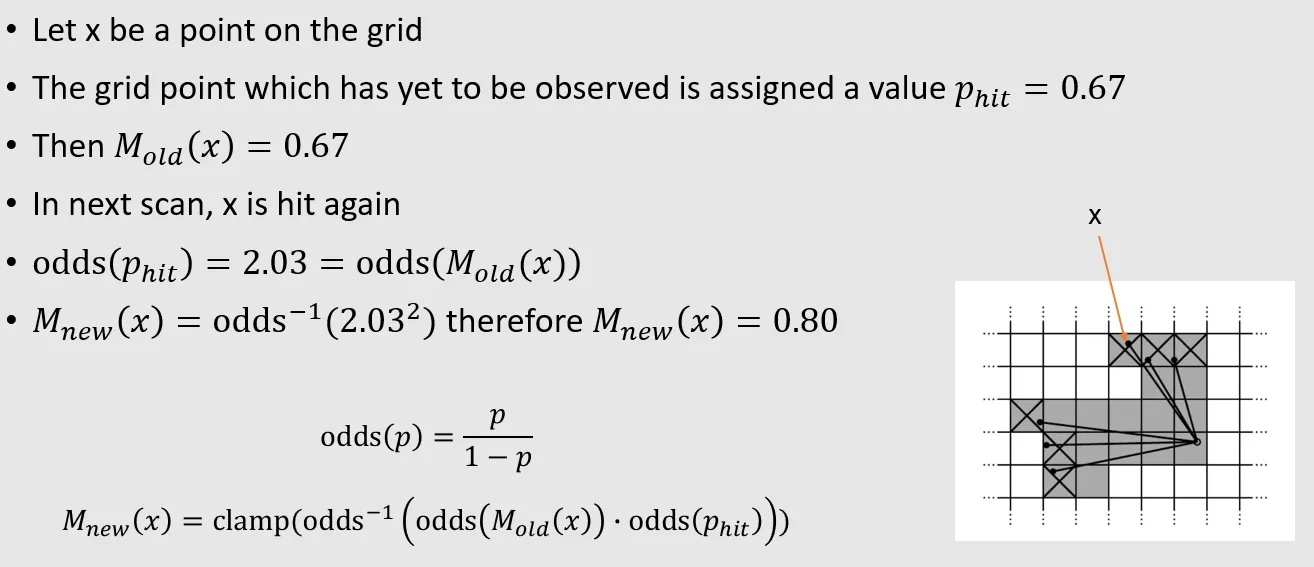 • Let x be a point on the grid
• The grid point which has yet to be observed is assigned a value p_hit = 0.67
• Then M_old(x) = 0.67
• In next scan, x is hit again
• odds(p_hit) = 2.03 = odds(M_old(x))
• M_new(x) = odds⁻¹(2.03²) therefore M_new(x) = 0.80
x
odds(p) = p / (1 − p)
M_new(x) = clamp(odds⁻¹(odds(M_old(x)) · odds(p_hit)))